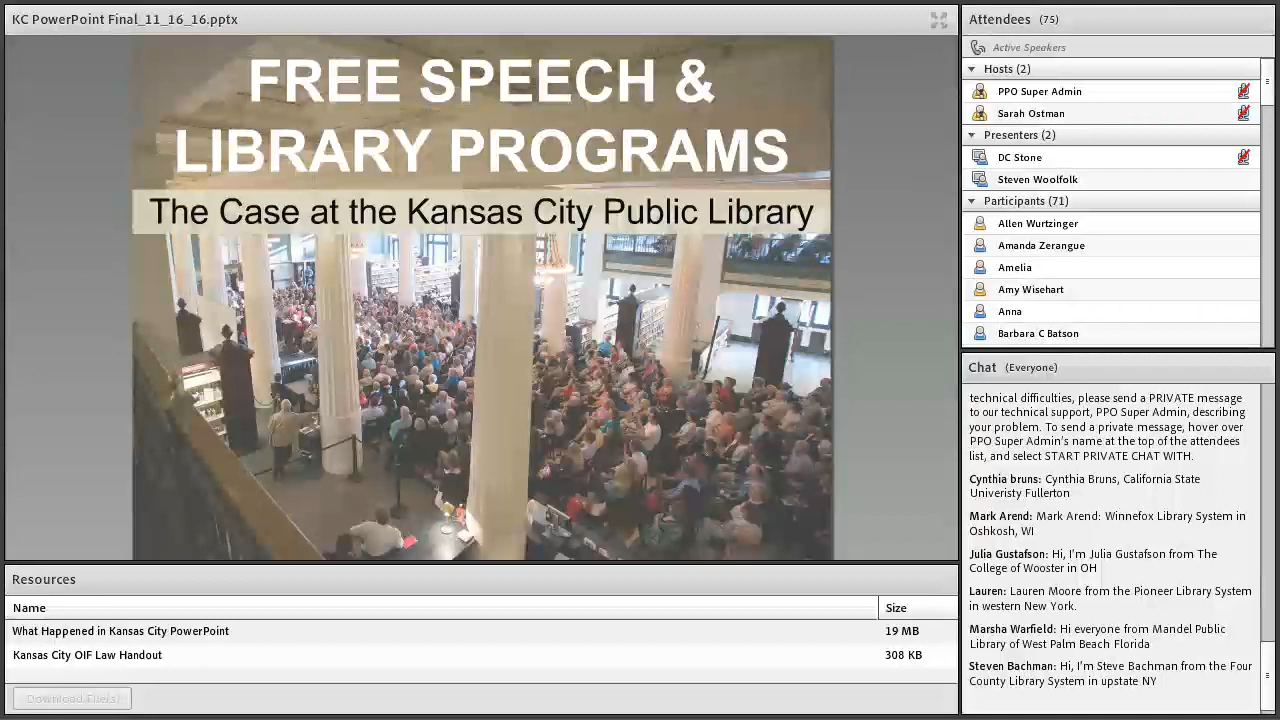 KC PowerPoint Final_11_16_16.pptx
FREE SPEECH &
LIBRARY PROGRAMS
The Case at the Kansas City Public Library
Resources
Name Size
What Happened in Kansas City PowerPoint 19 MB
Kansas City OIF Law Handout 308 KB
Download File(s)
Attendees (75)
Active Speakers
Hosts (2)
PPO Super Admin
Sarah Ostman
Presenters (2)
DC Stone
Steven Woolfolk
Participants (71)
Allen Wurtzinger
Amanda Zerangue
Amelia
Amy Wisehart
Anna
Barbara C Batson
Chat (Everyone)
technical difficulties, please send a PRIVATE message
to our technical support, PPO Super Admin, describing
your problem. To send a private message, hover over
PPO Super Admin's name at the top of the attendees
list, and select START PRIVATE CHAT WITH.
Cynthia bruns: Cynthia Bruns, California State
Univeristy Fullerton
Mark Arend: Mark Arend: Winnefox Library System in
Oshkosh, WI
Julia Gustafson: Hi, I'm Julia Gustafson from The
College of Wooster in OH
Lauren: Lauren Moore from the Pioneer Library System
in western New York.
Marsha Warfield: Hi everyone from Mandel Public
Library of West Palm Beach Florida
Steven Bachman: Hi, I'm Steve Bachman from the Four
County Library System in upstate NY